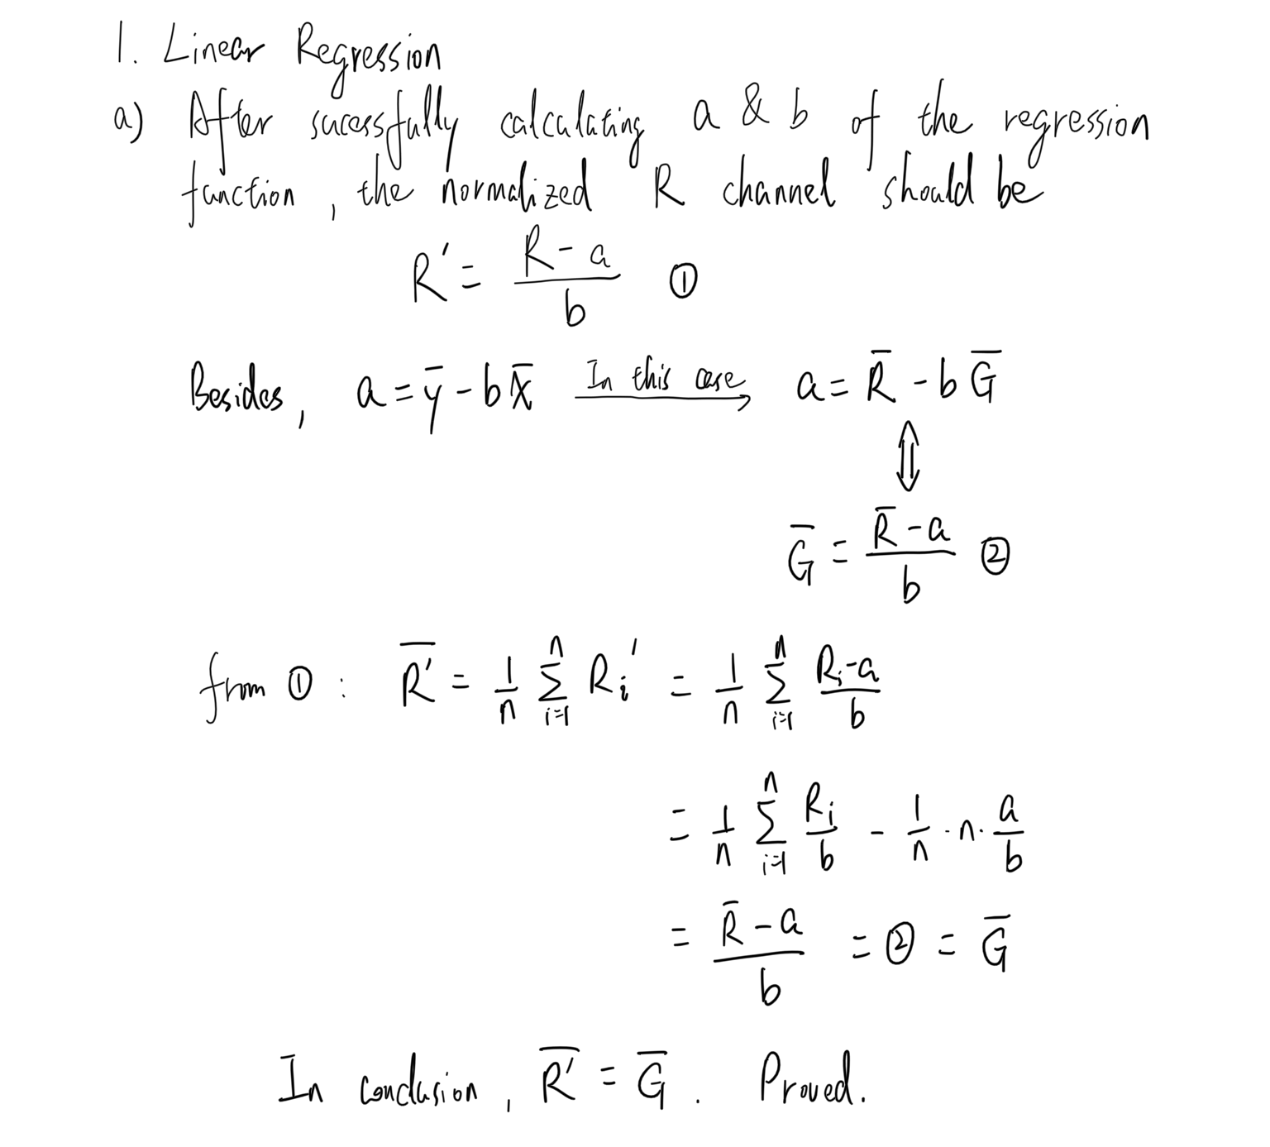 1. Linear Regression
a) After sucessfully calculating a & b of the regression
function, the normalized R channel should be
R' = (R - a) / b ①
Besides, a = ȳ - b x̄ In this case → a = R̄ - b Ḡ
⇕
Ḡ = (R̄ - a) / b ②
from ① : R̄' = 1/n Σ_{i=1}^{n} R_i' = 1/n Σ_{i=1}^{n} (R_i - a) / b
= 1/n Σ_{i=1}^{n} R_i / b - 1/n · n · a/b
= (R̄ - a) / b = ② = Ḡ
In conclusion, R̄' = Ḡ . Proved.